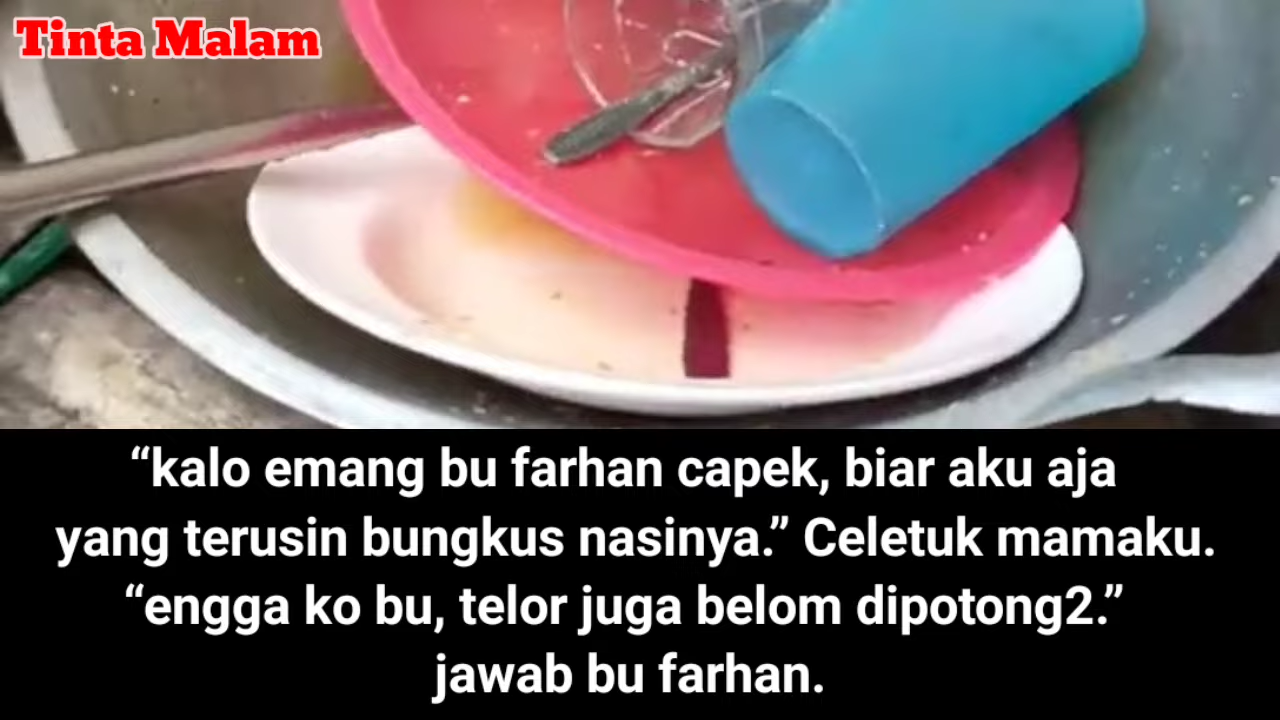 Tinta Malam
“kalo emang bu farhan capek, biar aku aja
yang terusin bungkus nasinya.” Celetuk mamaku.
“engga ko bu, telor juga belom dipotong2.”
jawab bu farhan.